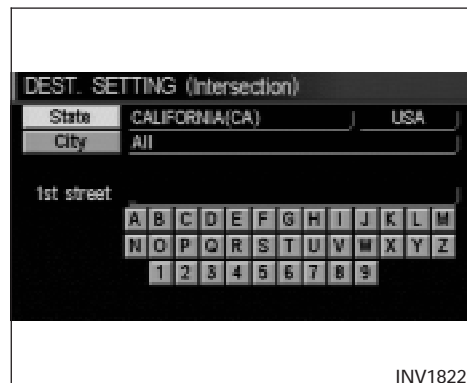 DEST. SETTING (Intersection)
State CALIFORNIA(CA) USA
City All
1st street
A B C D E F G H I J K L M
N O P Q R S T U V W X Y Z
1 2 3 4 5 6 7 8 9
INV1822